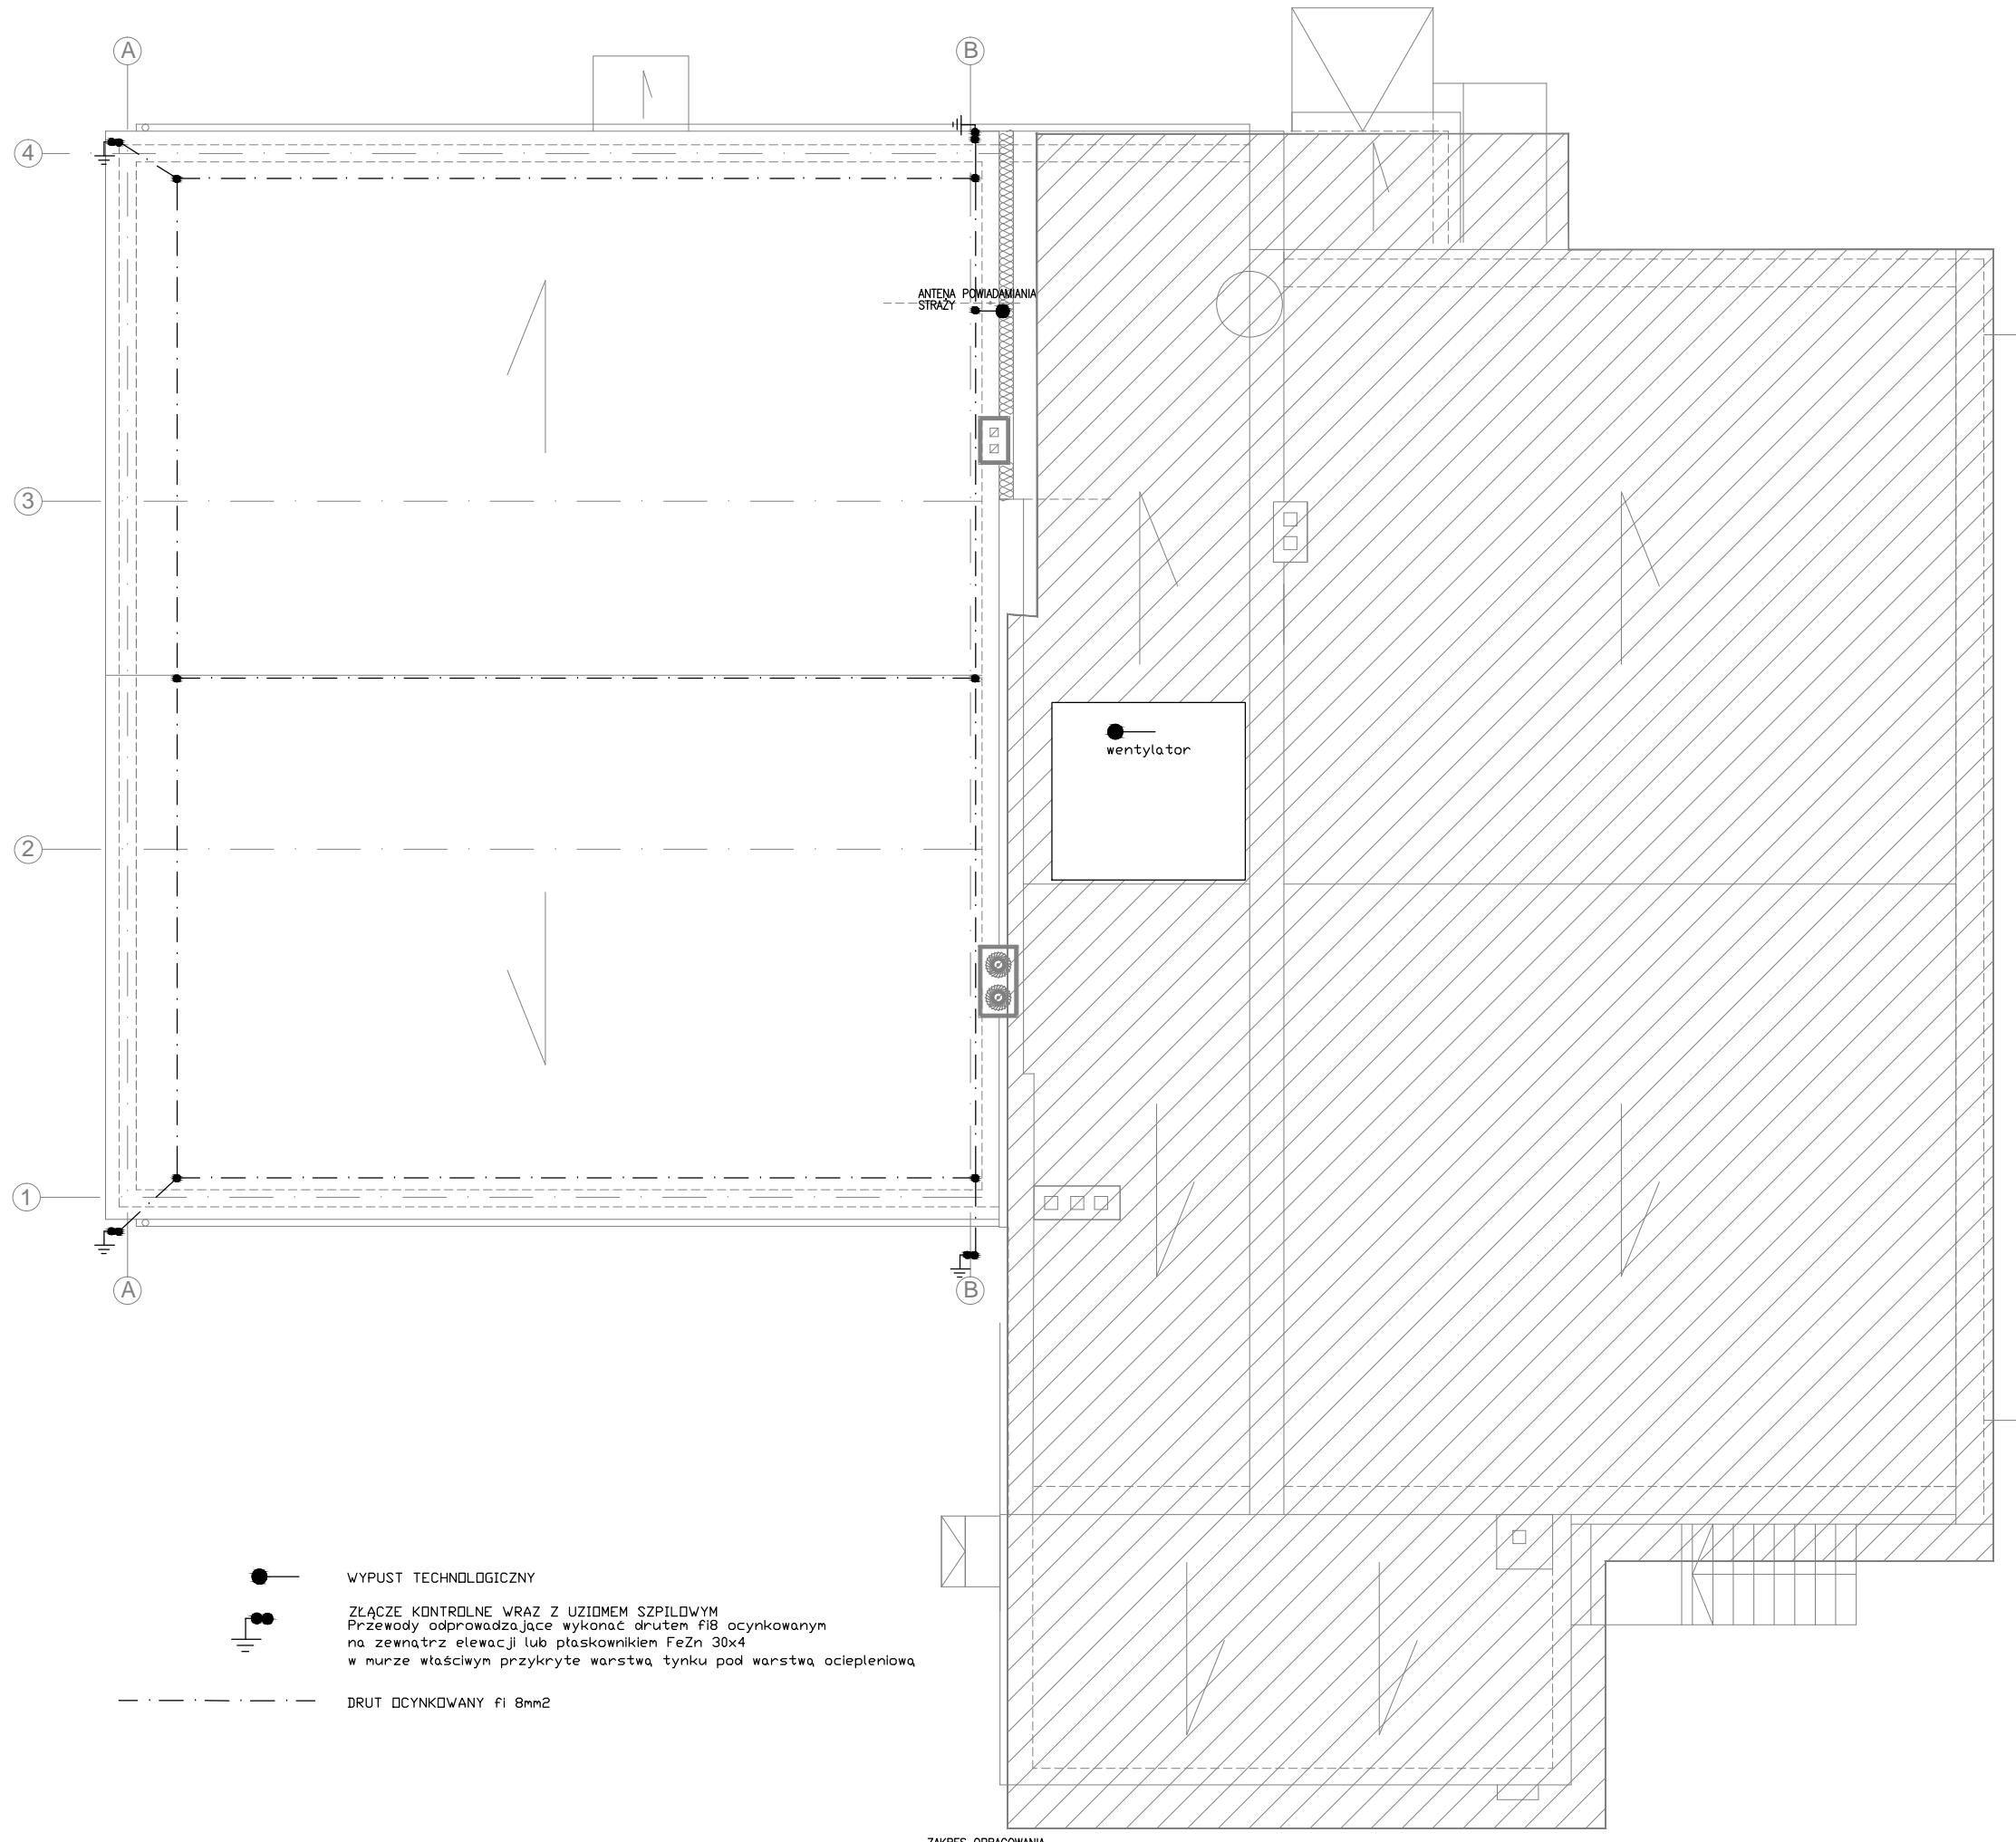 A
B
4
ANTENA POWIADAMIANIA
STRAŻY
3
wentylator
2
1
A
B
WYPUST TECHNOLOGICZNY
ZŁĄCZE KONTROLNE WRAZ Z UZIOMEM SZPILOWYM
Przewody odprowadzające wykonać drutem fi8 ocynkowanym
na zewnątrz elewacji lub płaskownikiem FeZn 30x4
w murze właściwym przykryte warstwą tynku pod warstwą ociepleniową
DRUT OCYNKOWANY fi 8mm2
ZAKRES OPRACOWANIA